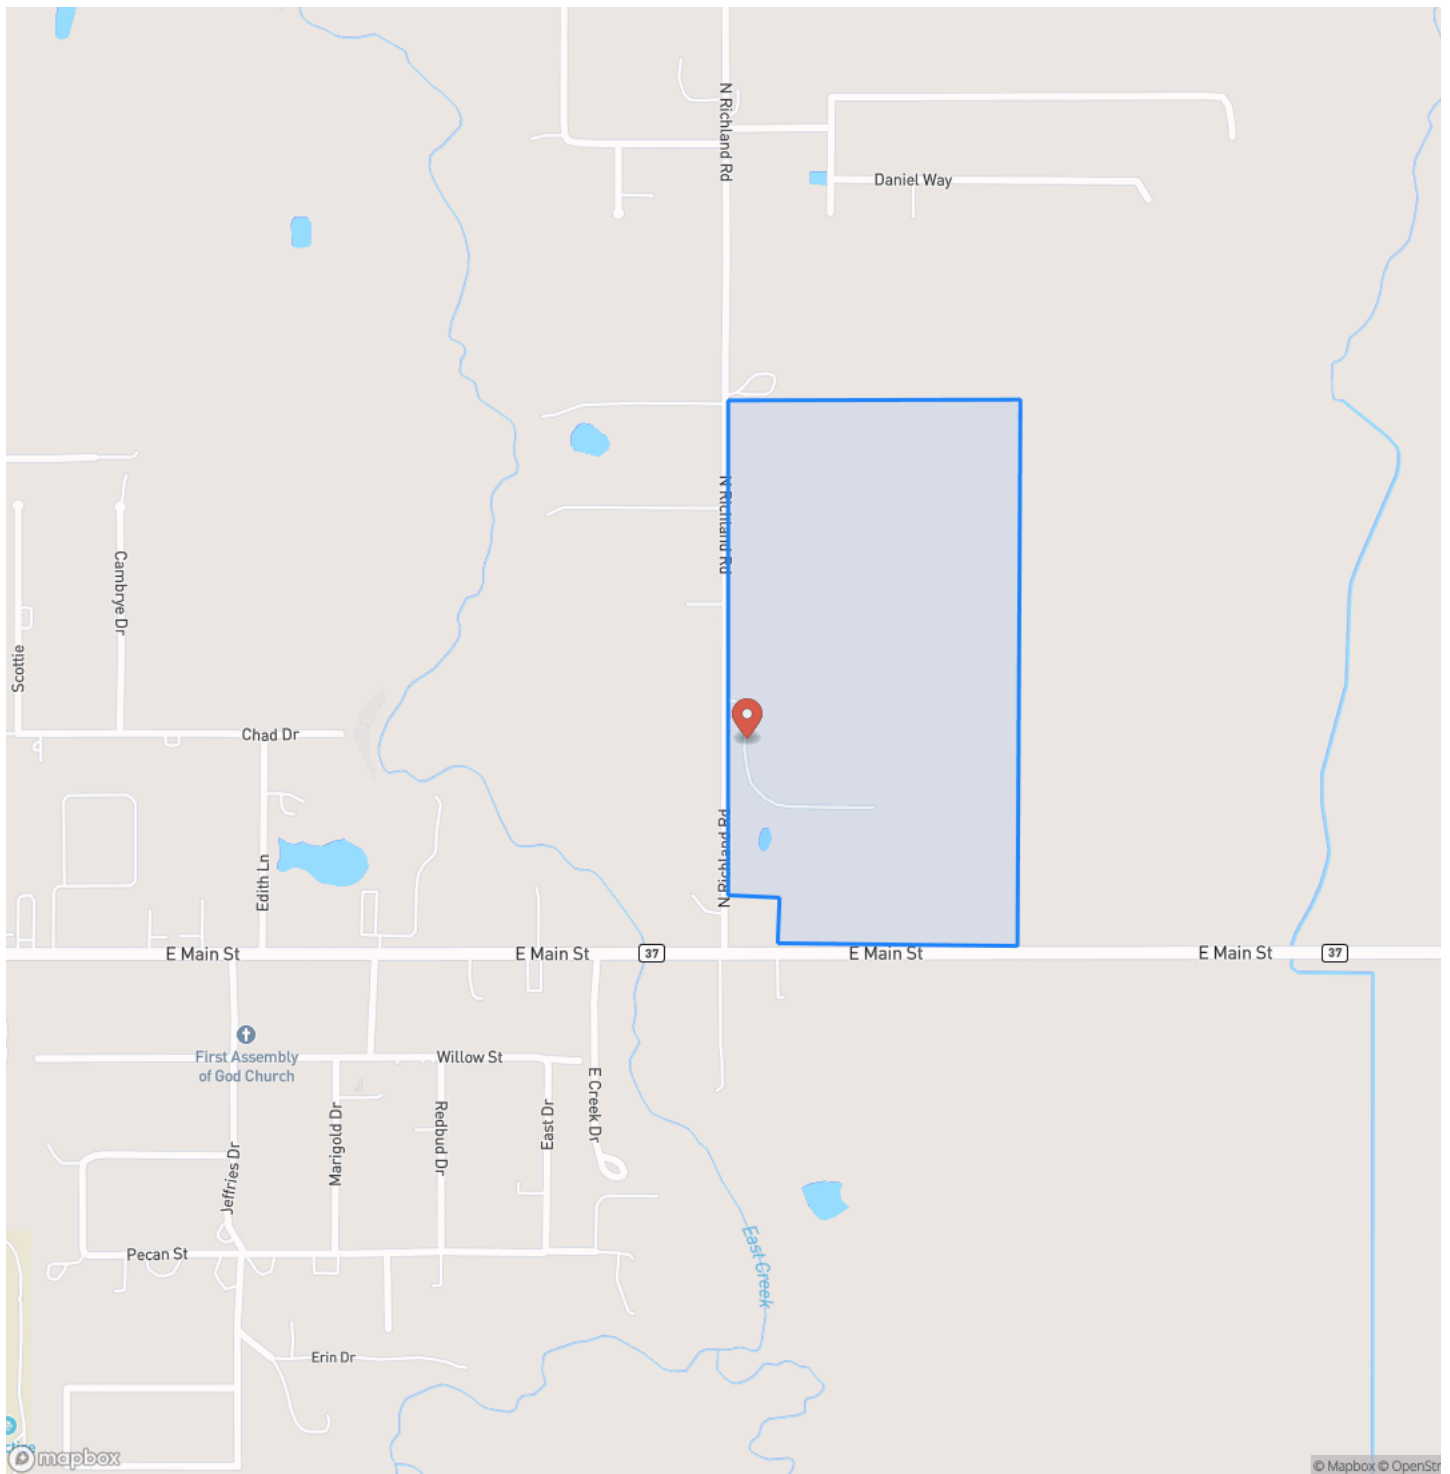 N Richland Rd
Daniel Way
N Richland Rd
Cambrye Dr
Scottie
Chad Dr
N Richland Rd
Edith Ln
E Main St
E Main St
37
E Main St
E Main St
37
First Assembly
of God Church
Willow St
E Creek Dr
Marigold Dr
Redbud Dr
East Dr
Jeffries Dr
Pecan St
East Creek
Erin Dr
mapbox
© Mapbox © OpenStr